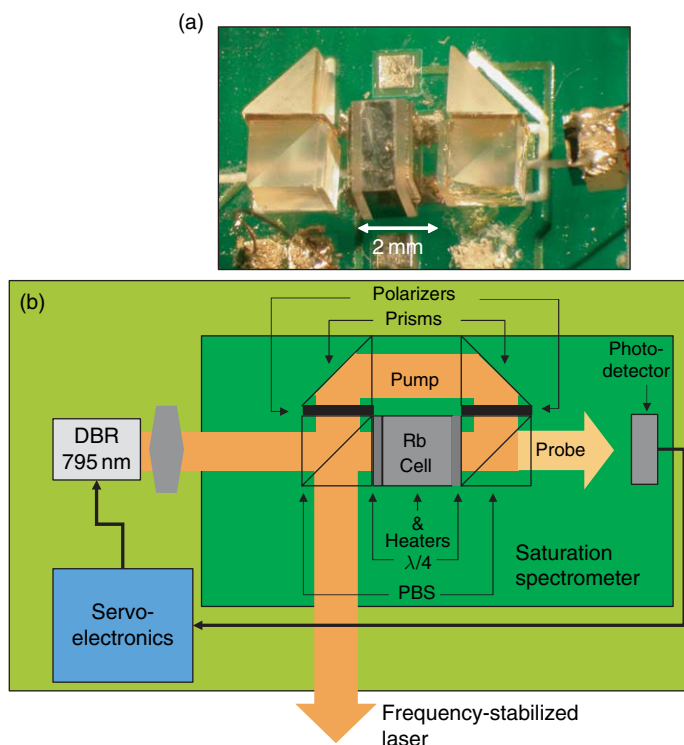 (a)
2 mm
(b)
Polarizers
Prisms
Photo-
detector
Pump
DBR
795 nm
Rb
Cell
Probe
&
Heaters
λ/4
PBS
Saturation
spectrometer
Servo-
electronics
Frequency-stabilized
laser